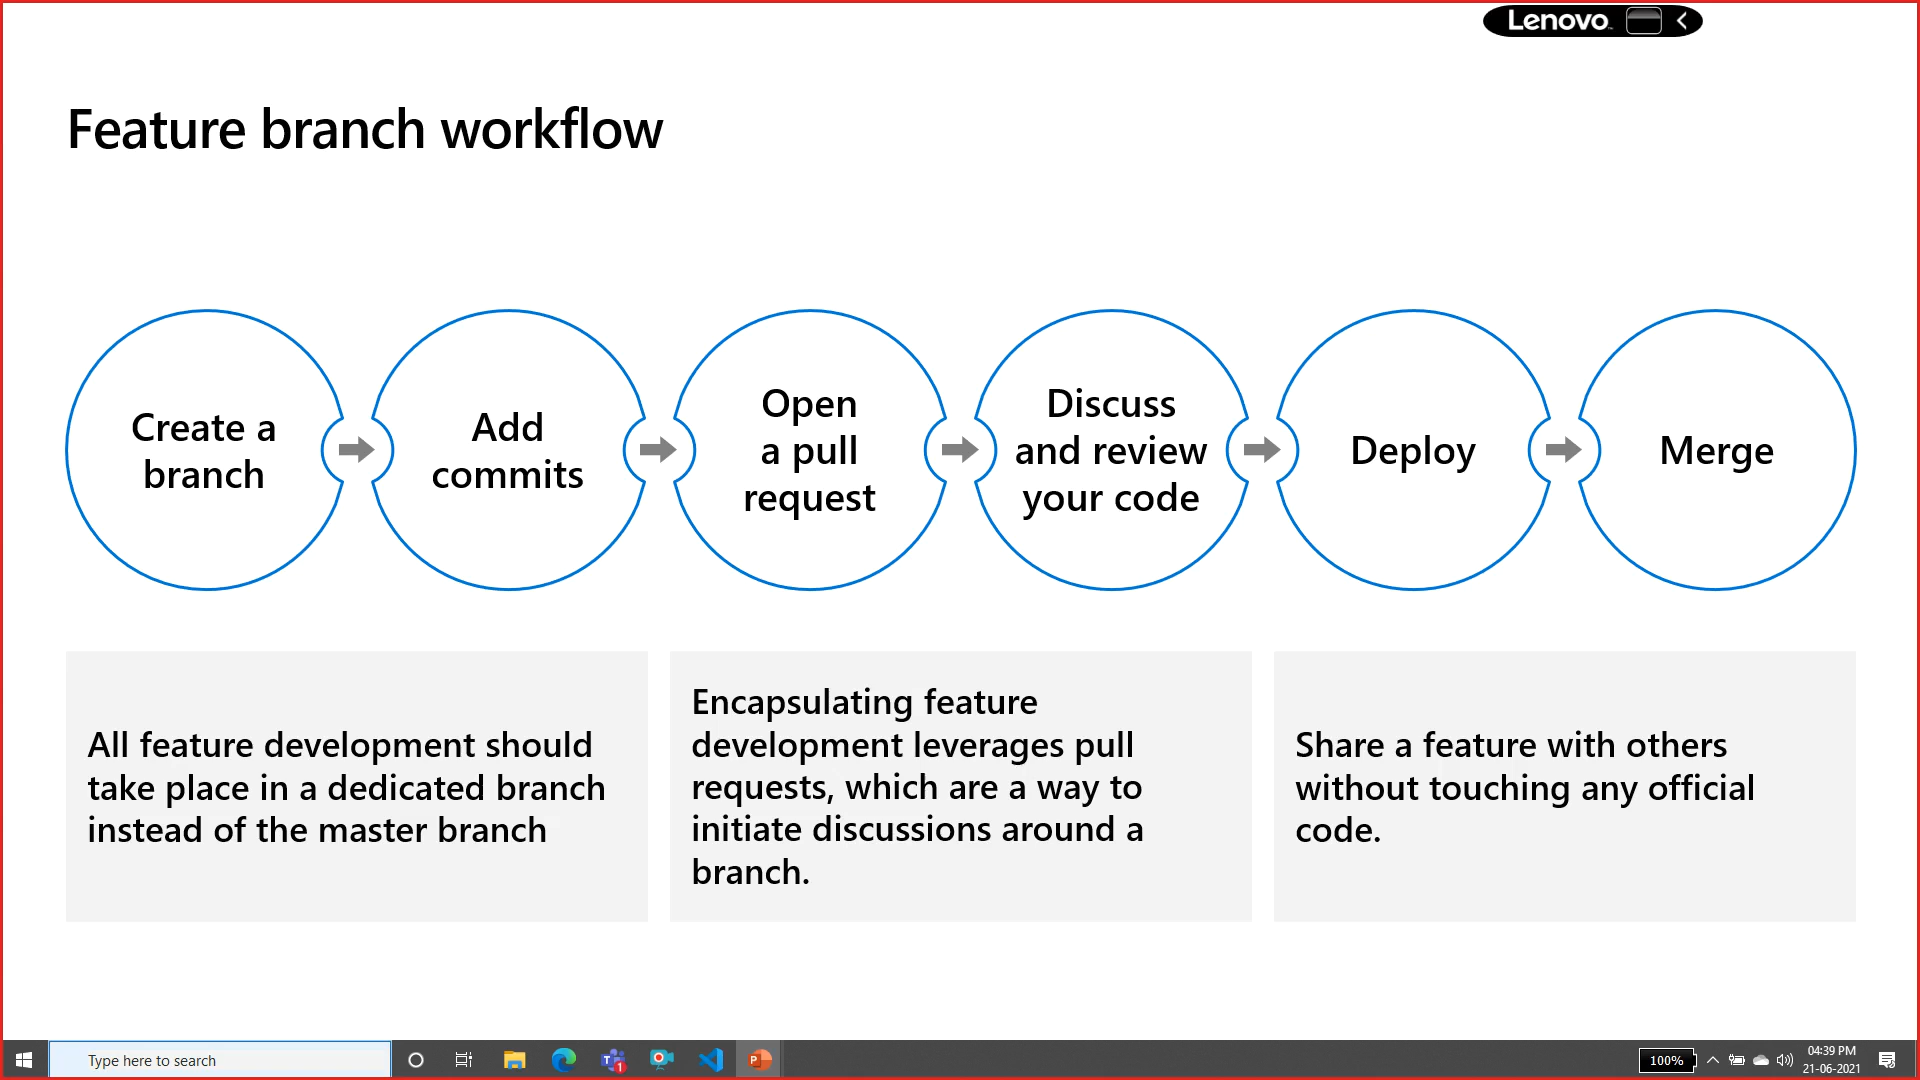 Lenovo
Feature branch workflow
Create a
branch
Add
commits
Open
a pull
request
Discuss
and review
your code
Deploy
Merge
All feature development should
take place in a dedicated branch
instead of the master branch
Encapsulating feature
development leverages pull
requests, which are a way to
initiate discussions around a
branch.
Share a feature with others
without touching any official
code.
Type here to search
T
1
P
100%
04:39 PM
21-06-2021